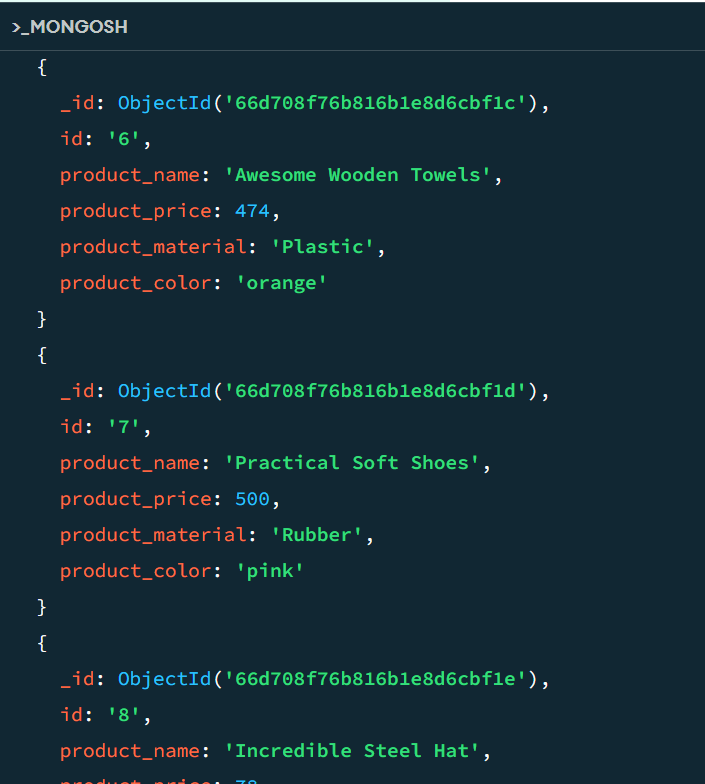 >_MONGOSH
{
_id: ObjectId('66d708f76b816b1e8d6cbf1c'),
id: '6',
product_name: 'Awesome Wooden Towels',
product_price: 474,
product_material: 'Plastic',
product_color: 'orange'
}
{
_id: ObjectId('66d708f76b816b1e8d6cbf1d'),
id: '7',
product_name: 'Practical Soft Shoes',
product_price: 500,
product_material: 'Rubber',
product_color: 'pink'
}
{
_id: ObjectId('66d708f76b816b1e8d6cbf1e'),
id: '8',
product_name: 'Incredible Steel Hat',
product_price: